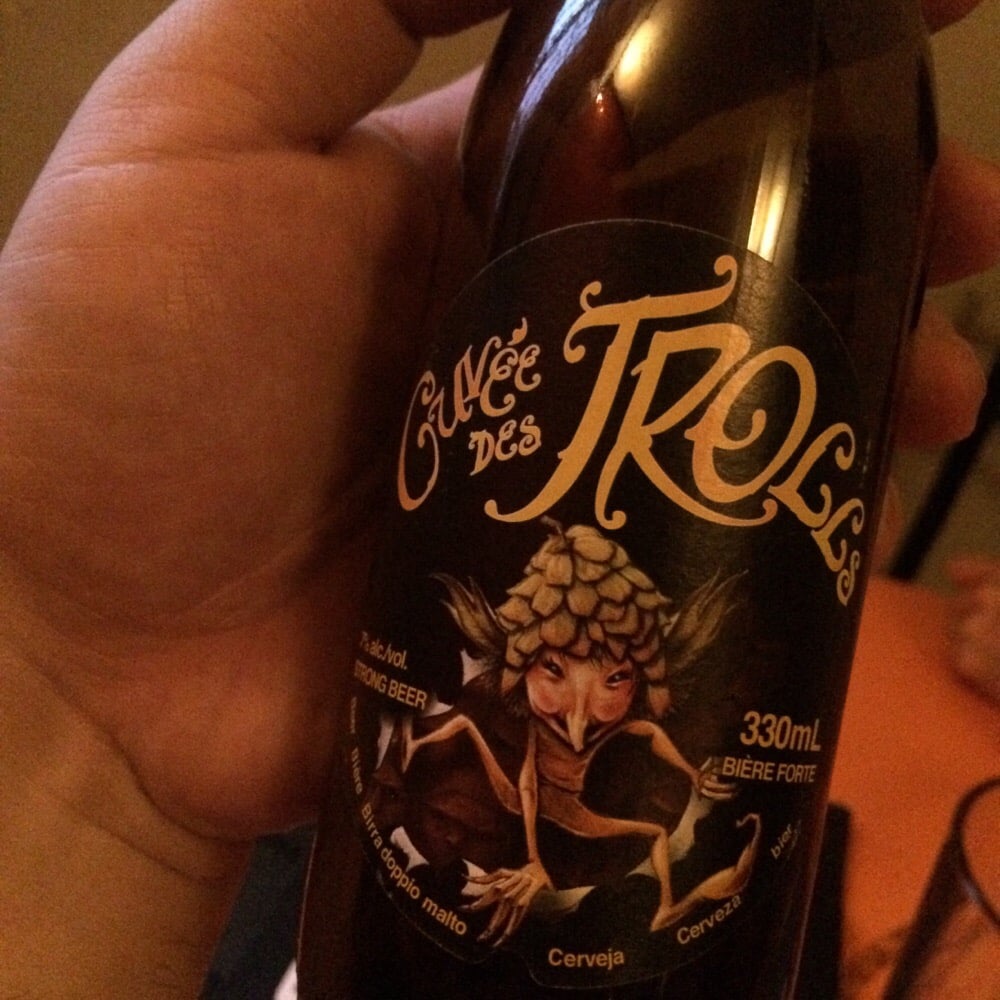 CUVÉE
DES
TROLLS
7% alc./vol.
STRONG BEER
330mL
BIÈRE FORTE
Bière Birra doppio malto
Cerveja
Cerveza
bier